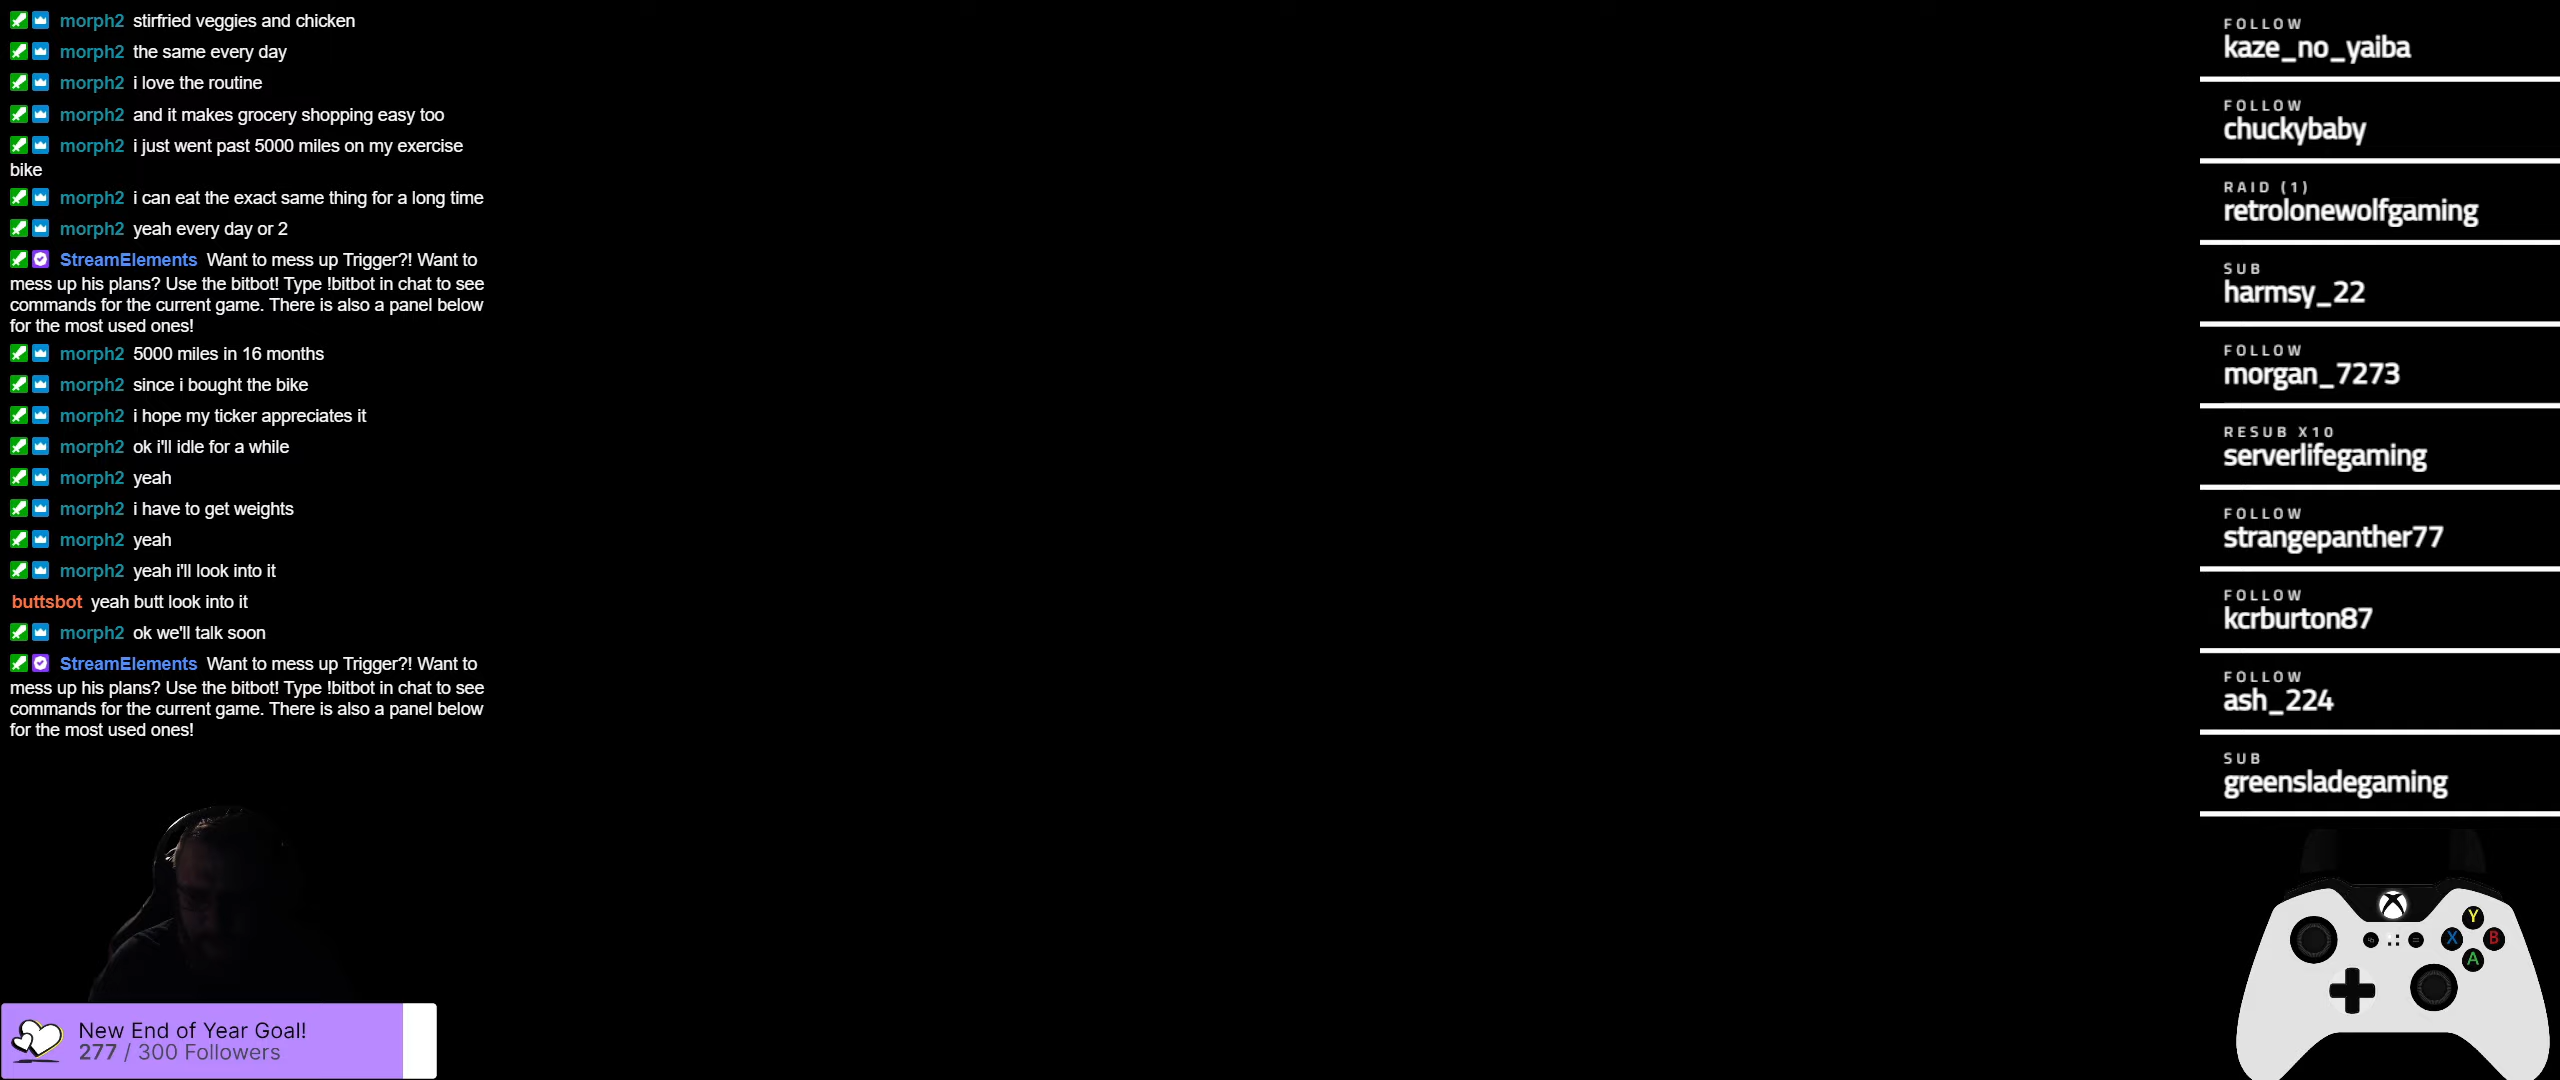 morph2 stirfried veggies and chicken
morph2 the same every day
morph2 i love the routine
morph2 and it makes grocery shopping easy too
morph2 i just went past 5000 miles on my exercise
bike
morph2 i can eat the exact same thing for a long time
morph2 yeah every day or 2
StreamElements Want to mess up Trigger?! Want to
mess up his plans? Use the bitbot! Type !bitbot in chat to see
commands for the current game. There is also a panel below
for the most used ones!
morph2 5000 miles in 16 months
morph2 since i bought the bike
morph2 i hope my ticker appreciates it
morph2 ok i'll idle for a while
morph2 yeah
morph2 i have to get weights
morph2 yeah
morph2 yeah i'll look into it
buttsbot yeah butt look into it
morph2 ok we'll talk soon
StreamElements Want to mess up Trigger?! Want to
mess up his plans? Use the bitbot! Type !bitbot in chat to see
commands for the current game. There is also a panel below
for the most used ones!
New End of Year Goal!
277 / 300 Followers
FOLLOW
kaze_no_yaiba
FOLLOW
chuckybaby
RAID (1)
retrolonewolfgaming
SUB
harmsy_22
FOLLOW
morgan_7273
RESUB X10
serverlifegaming
FOLLOW
strangepanther77
FOLLOW
kcrburton87
FOLLOW
ash_224
SUB
greensladegaming
Y
X B
A